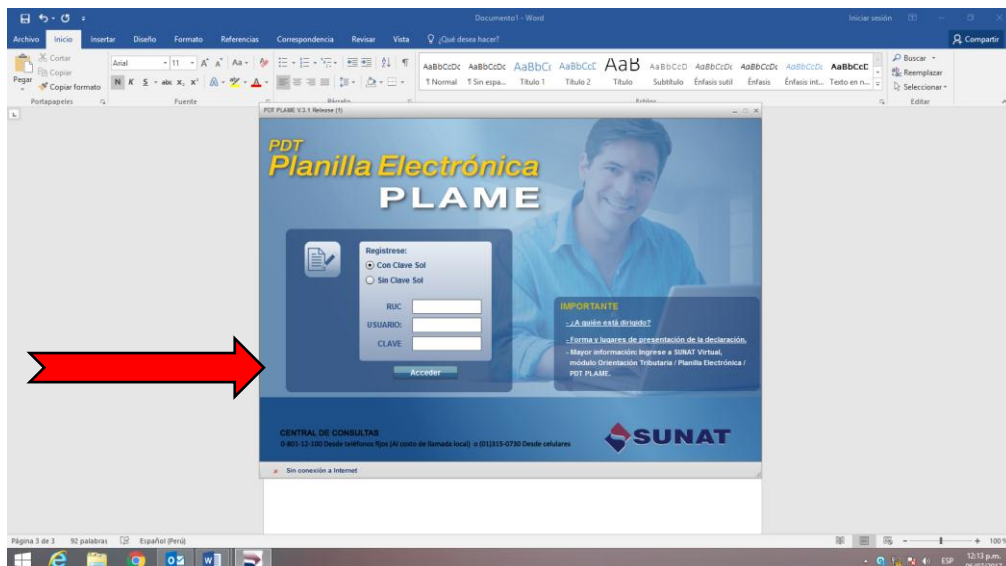 Documento1 - Word
Iniciar sesión
Archivo Inicio Insertar Diseño Formato Referencias Correspondencia Revisar Vista ¿Qué desea hacer? Compartir
Cortar
Copiar
Copiar formato
Pegar
Arial 11
N K S abc x, x²
AaBbCcDc AaBbCcDc AaBbCc AaBbCcC AaB AaBbCcD AaBbCcDc AaBbCcDc AaBbCcDc AaBbCcC
¶ Normal ¶ Sin espa... Título 1 Título 2 Título Subtítulo Énfasis sutil Énfasis Énfasis int... Texto en n...
Buscar
Reemplazar
Seleccionar
Portapapeles Fuente Párrafo Estilos Editar
PDT PLAME V.3.1 Release (1)
PDT
Planilla Electrónica
PLAME
Registrese:
Con Clave Sol
Sin Clave Sol
RUC
USUARIO:
CLAVE
Acceder
IMPORTANTE
- ¿A quién está dirigido?
- Forma y lugares de presentación de la declaración.
- Mayor información: Ingrese a SUNAT Virtual,
módulo Orientación Tributaria / Planilla Electrónica /
PDT PLAME.
CENTRAL DE CONSULTAS
0-801-12-100 Desde teléfonos fijos (Al costo de llamada local) o (01)315-0730 Desde celulares
SUNAT
Sin conexión a Internet
Página 3 de 3 92 palabras Español (Perú) 100%
ESP 12:13 p.m.